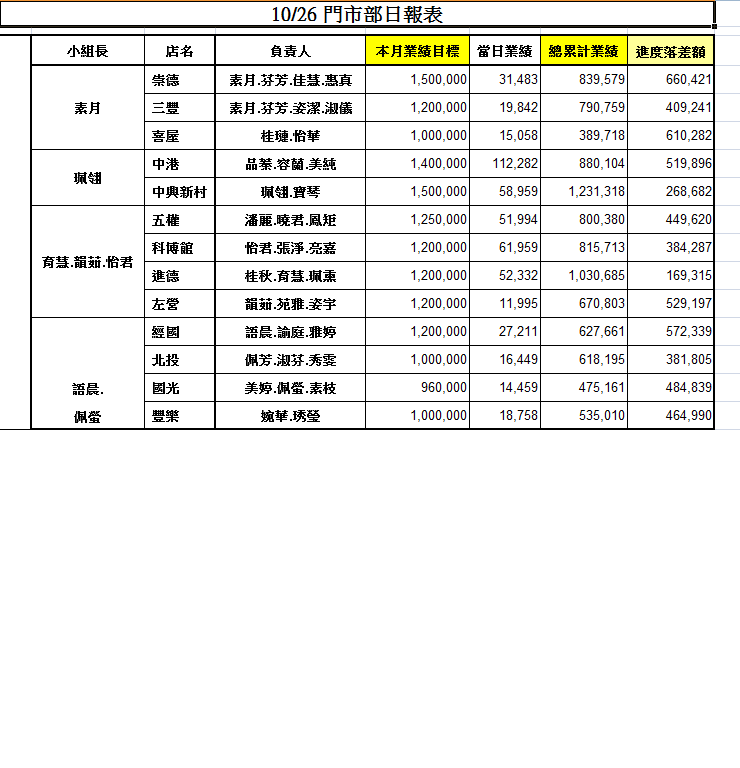 10/26 門市部日報表
小組長 店名 負責人 本月業績目標 當日業績 總累計業績 進度落差額
素月 崇德 素月.芬芳.佳慧.惠真 1,500,000 31,483 839,579 660,421
三豐 素月.芬芳.姿潔.淑儀 1,200,000 19,842 790,759 409,241
喜屋 桂璉.怡華 1,000,000 15,058 389,718 610,282
珮翎 中港 品蓁.容蘭.美純 1,400,000 112,282 880,104 519,896
中興新村 珮翎.寶琴 1,500,000 58,959 1,231,318 268,682
育慧.韻茹.怡君 五權 潘麗.曉君.鳳矩 1,250,000 51,994 800,380 449,620
科博館 怡君.張淨.亮嘉 1,200,000 61,959 815,713 384,287
進德 桂秋.育慧.珮熏 1,200,000 52,332 1,030,685 169,315
左營 韻茹.苑雅.姿宇 1,200,000 11,995 670,803 529,197
經國 語晨.諭庭.雅婷 1,200,000 27,211 627,661 572,339
北投 佩芳.淑芬.秀雯 1,000,000 16,449 618,195 381,805
語晨. 國光 美婷.佩螢.素枝 960,000 14,459 475,161 484,839
佩螢 豐樂 婉華.琇瑩 1,000,000 18,758 535,010 464,990